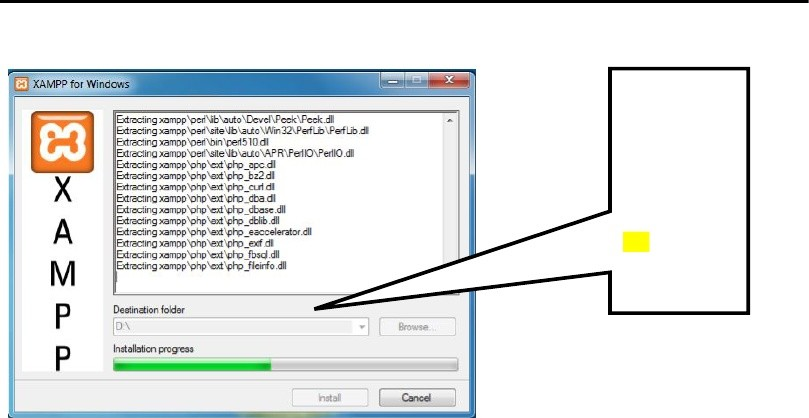 XAMPP for Windows
Extracting xampp\perl\lib\auto\Devel\Peek\Peek.dll
Extracting xampp\perl\site\lib\auto\Win32\PerfLib\PerfLib.dll
Extracting xampp\perl\bin\perl510.dll
Extracting xampp\perl\site\lib\auto\APR\PerlIO\PerlIO.dll
Extracting xampp\php\ext\php_apc.dll
Extracting xampp\php\ext\php_bz2.dll
Extracting xampp\php\ext\php_curl.dll
Extracting xampp\php\ext\php_dba.dll
Extracting xampp\php\ext\php_dbase.dll
Extracting xampp\php\ext\php_dblib.dll
Extracting xampp\php\ext\php_eaccelerator.dll
Extracting xampp\php\ext\php_exif.dll
Extracting xampp\php\ext\php_fbsql.dll
Extracting xampp\php\ext\php_fileinfo.dll
X
A
M
P
P
Destination folder
D:\
Browse...
Installation progress
Install
Cancel